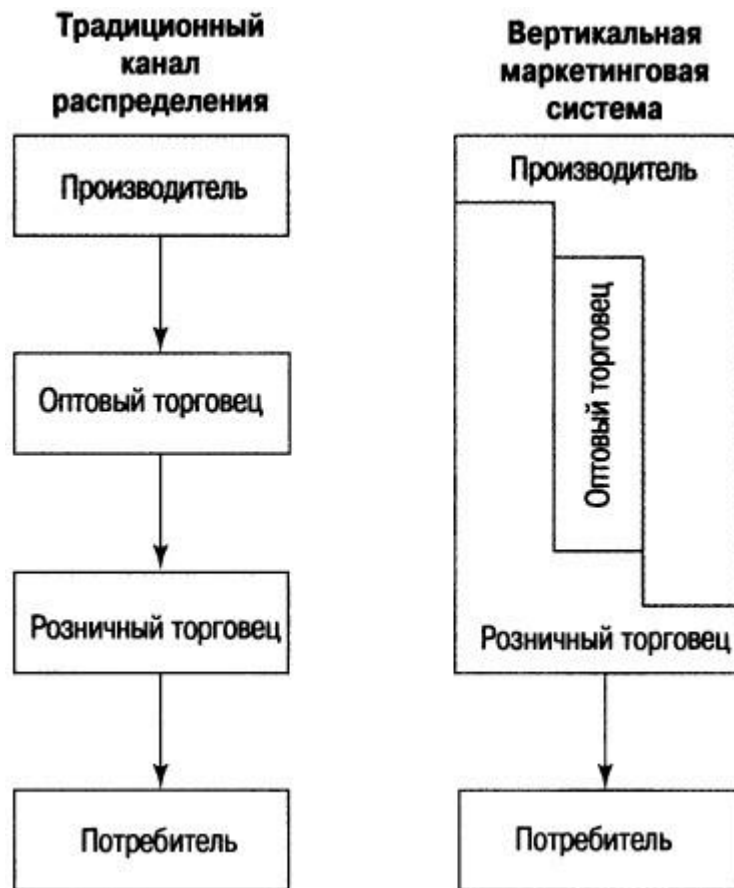 Традиционный
канал
распределения
Производитель
Оптовый торговец
Розничный торговец
Потребитель
Вертикальная
маркетинговая
система
Производитель
Оптовый торговец
Розничный торговец
Потребитель